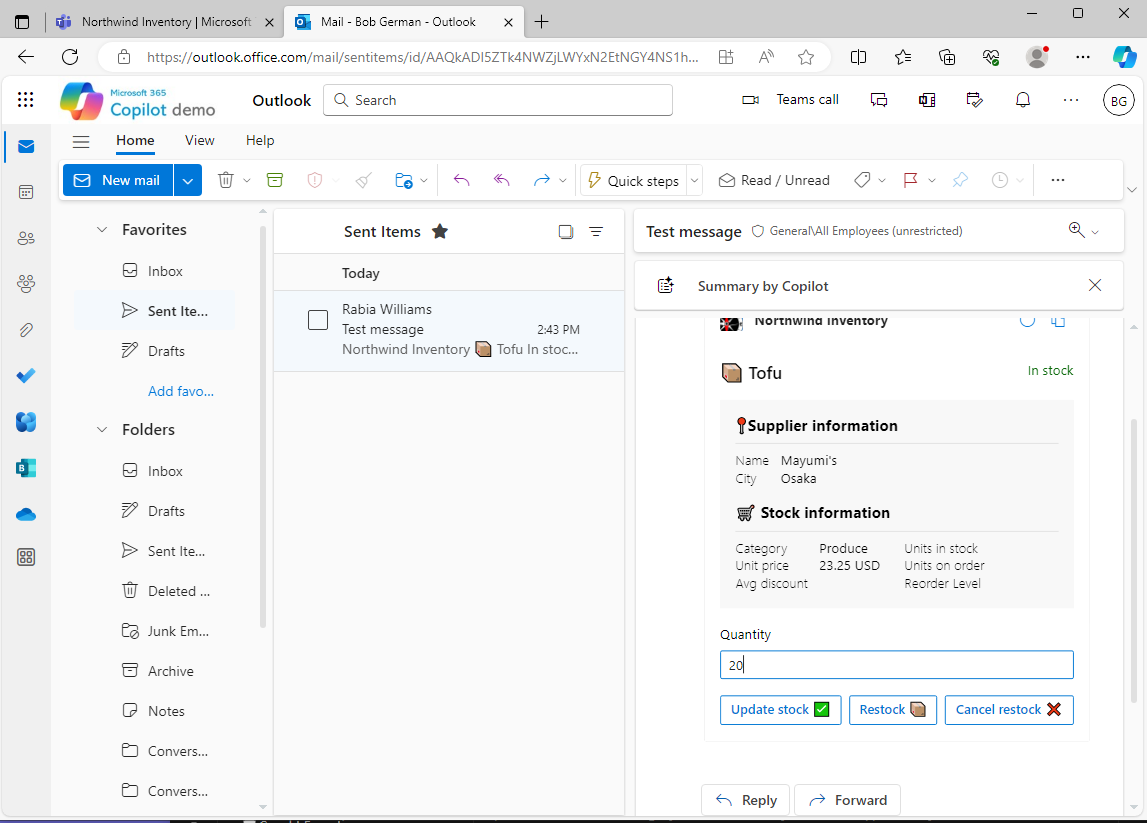 Northwind Inventory | Microsoft
Mail - Bob German - Outlook
https://outlook.office.com/mail/sentitems/id/AAQkADI5ZTk4NWZjLWYxN2EtNGY4NS1h...
Microsoft 365
Copilot demo
Outlook
Search
Teams call
BG
Home
View
Help
New mail
Quick steps
Read / Unread
Favorites
Inbox
Sent Ite...
Drafts
Add favo...
Folders
Inbox
Drafts
Sent Ite...
Deleted ...
Junk Em...
Archive
Notes
Convers...
Convers...
Sent Items
Today
Rabia Williams
Test message 2:43 PM
Northwind Inventory Tofu In stoc...
Test message General\All Employees (unrestricted)
Summary by Copilot
Northwind Inventory
Tofu
In stock
Supplier information
Name Mayumi's
City Osaka
Stock information
Category Produce Units in stock
Unit price 23.25 USD Units on order
Avg discount Reorder Level
Quantity
20
Update stock
Restock
Cancel restock
Reply
Forward